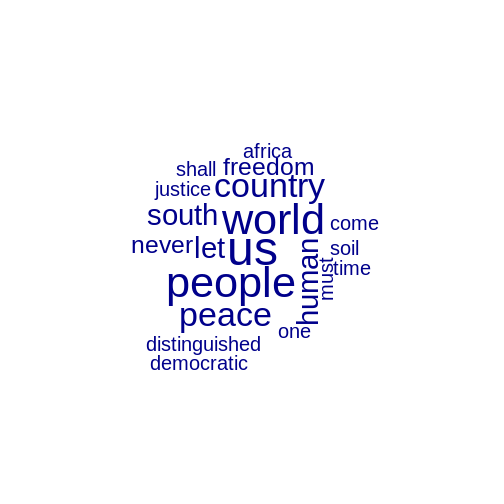 africa
shall freedom
justice country
south world come
never let us soil
people human must time
peace
one
distinguished
democratic